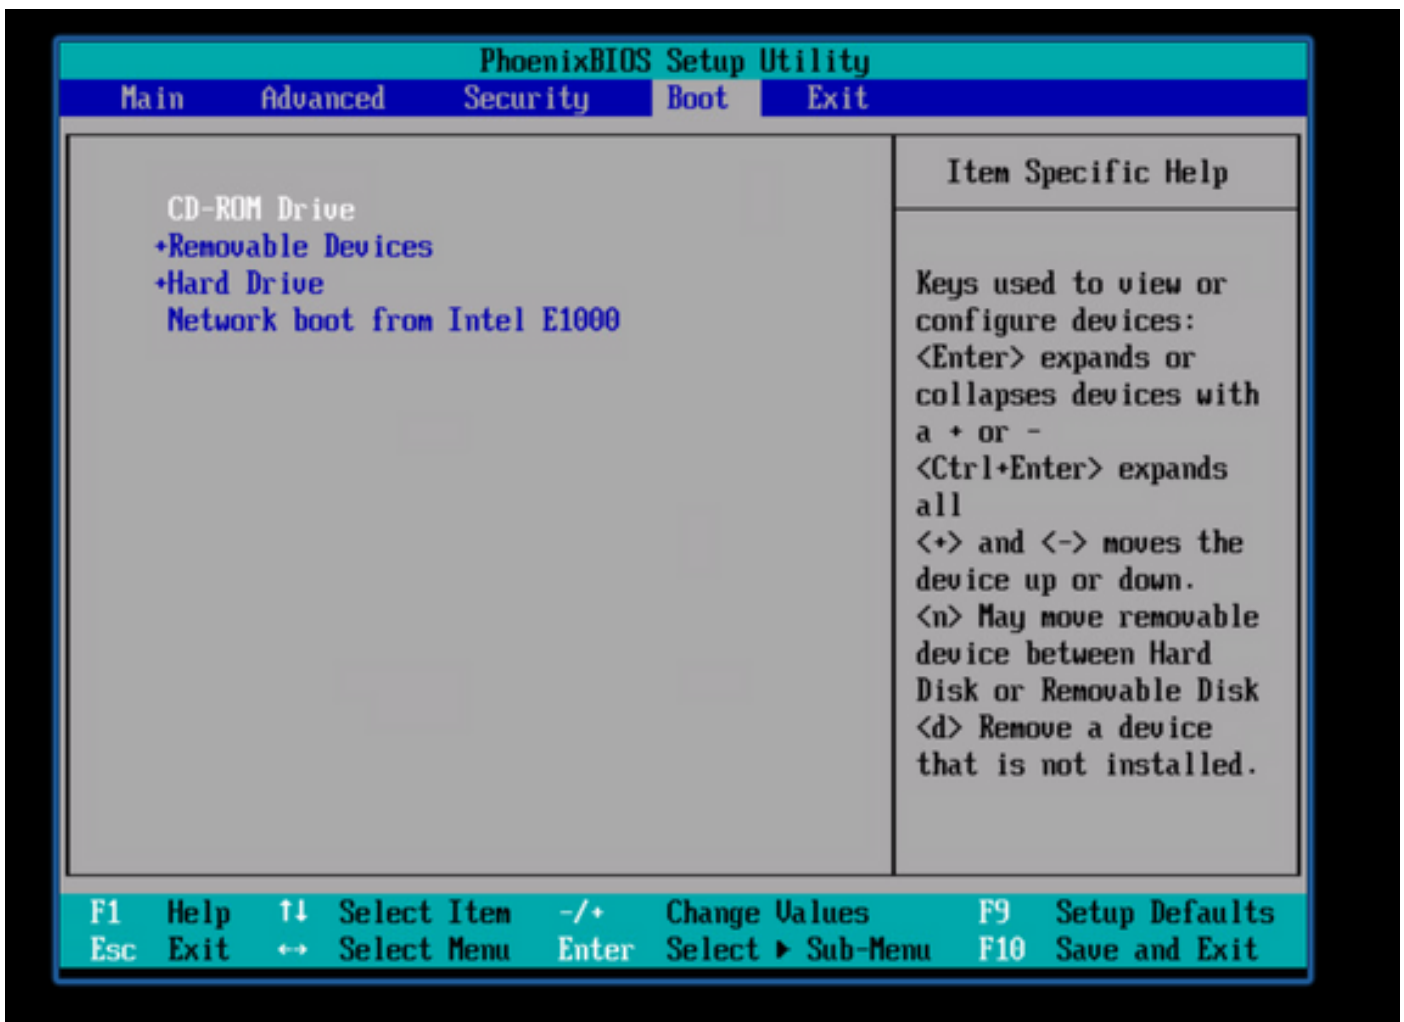 PhoenixBIOS Setup Utility
Main Advanced Security Boot Exit
CD-ROM Drive
+Removable Devices
+Hard Drive
Network boot from Intel E1000
Item Specific Help
Keys used to view or
configure devices:
<Enter> expands or
collapses devices with
a + or -
<Ctrl+Enter> expands
all
<+> and <-> moves the
device up or down.
<n> May move removable
device between Hard
Disk or Removable Disk
<d> Remove a device
that is not installed.
F1 Help ↑↓ Select Item -/+ Change Values F9 Setup Defaults
Esc Exit ↔ Select Menu Enter Select ▶ Sub-Menu F10 Save and Exit